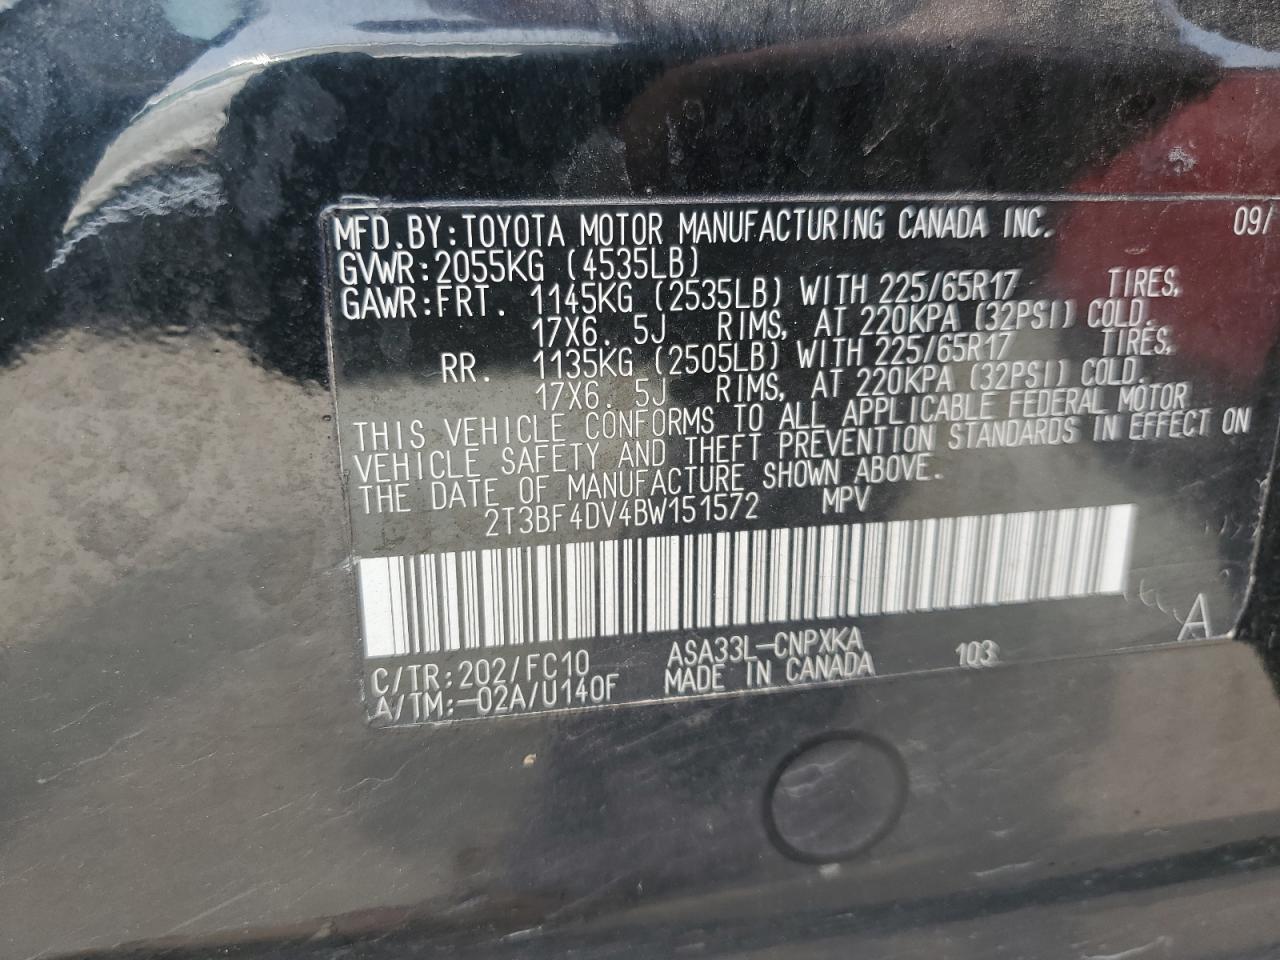 MFD.BY:TOYOTA MOTOR MANUFACTURING CANADA INC. 09/
GVWR:2055KG (4535LB)
GAWR:FRT. 1145KG (2535LB) WITH 225/65R17 TIRES,
17X6. 5J RIMS, AT 220KPA (32PSI) COLD.
RR. 1135KG (2505LB) WITH 225/65R17 TIRES,
17X6. 5J RIMS, AT 220KPA (32PSI) COLD.
THIS VEHICLE CONFORMS TO ALL APPLICABLE FEDERAL MOTOR
VEHICLE SAFETY AND THEFT PREVENTION STANDARDS IN EFFECT ON
THE DATE OF MANUFACTURE SHOWN ABOVE.
2T3BF4DV4BW151572 MPV
C/TR:202/FC10 ASA33L-CNPXKA 103 A
A/TM:-02A/U140F MADE IN CANADA